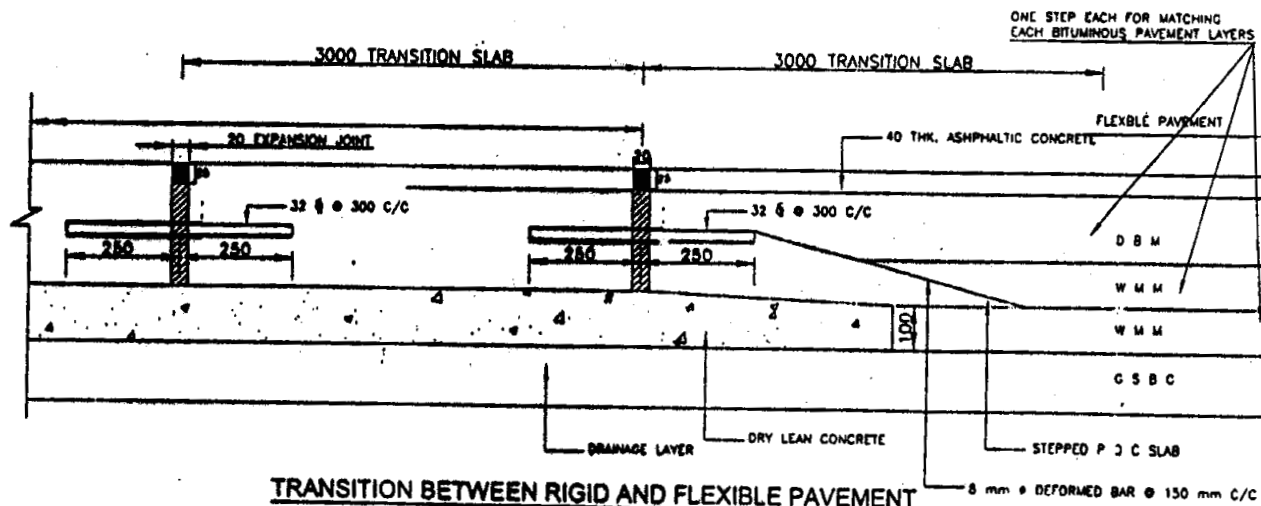 ONE STEP EACH FOR MATCHING
EACH BITUMINOUS PAVEMENT LAYERS
3000 TRANSITION SLAB
3000 TRANSITION SLAB
FLEXBLE PAVEMENT
20 EXPANSION JOINT
20
40 THK. ASHPHALTIC CONCRETE
32 ϕ @ 300 C/C
32 ϕ @ 300 C/C
250
250
250
250
D B M
W M M
W M M
100
G S B C
DRAINAGE LAYER
DRY LEAN CONCRETE
STEPPED P C SLAB
8 mm ϕ DEFORMED BAR @ 150 mm C/C
TRANSITION BETWEEN RIGID AND FLEXIBLE PAVEMENT